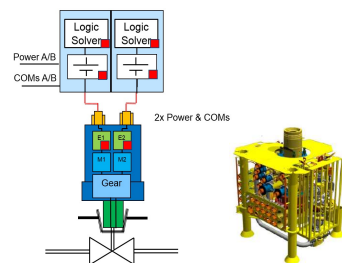 Logic
Solver
Logic
Solver
Power A/B
COMs A/B
2x Power & COMs
E1
E2
M1
M2
Gear